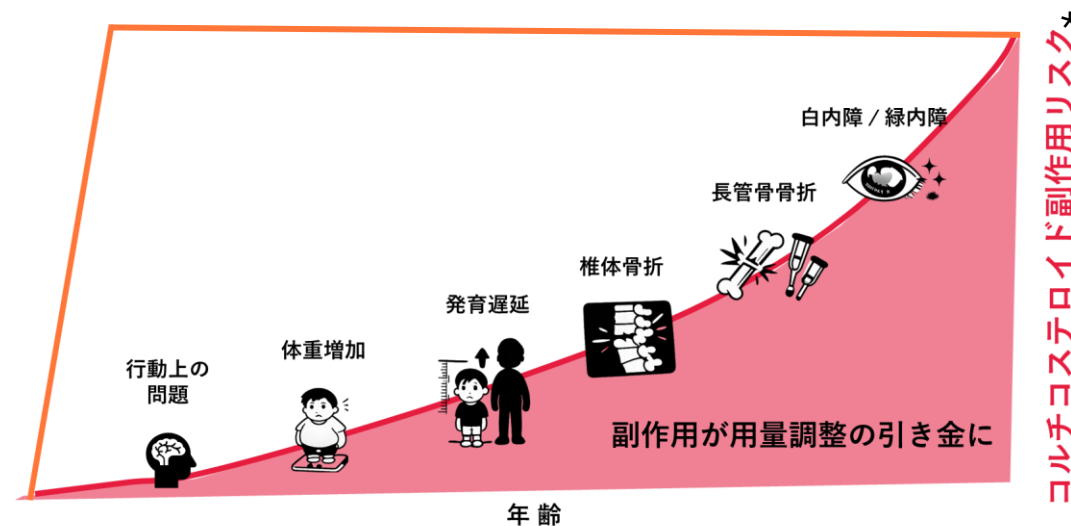 白内障 / 緑内障
長管骨骨折
椎体骨折
発育遅延
体重増加
行動上の
問題
副作用が用量調整の引き金に
年 齢
コルチコステロイド副作用リスク*